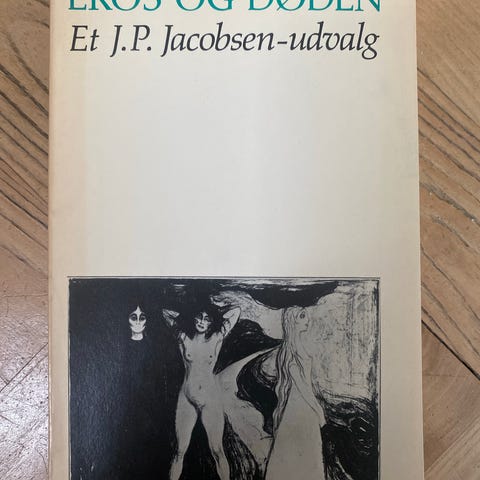 EROS OG DØDEN
Et J.P. Jacobsen-udvalg